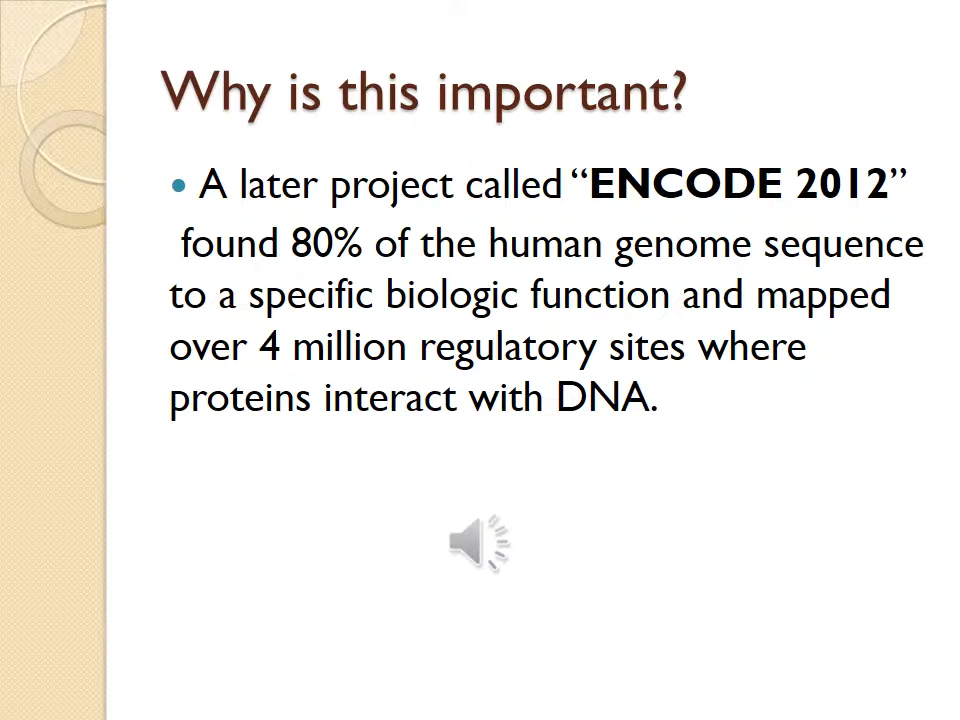 Why is this important?
• A later project called “ENCODE 2012”
found 80% of the human genome sequence
to a specific biologic function and mapped
over 4 million regulatory sites where
proteins interact with DNA.